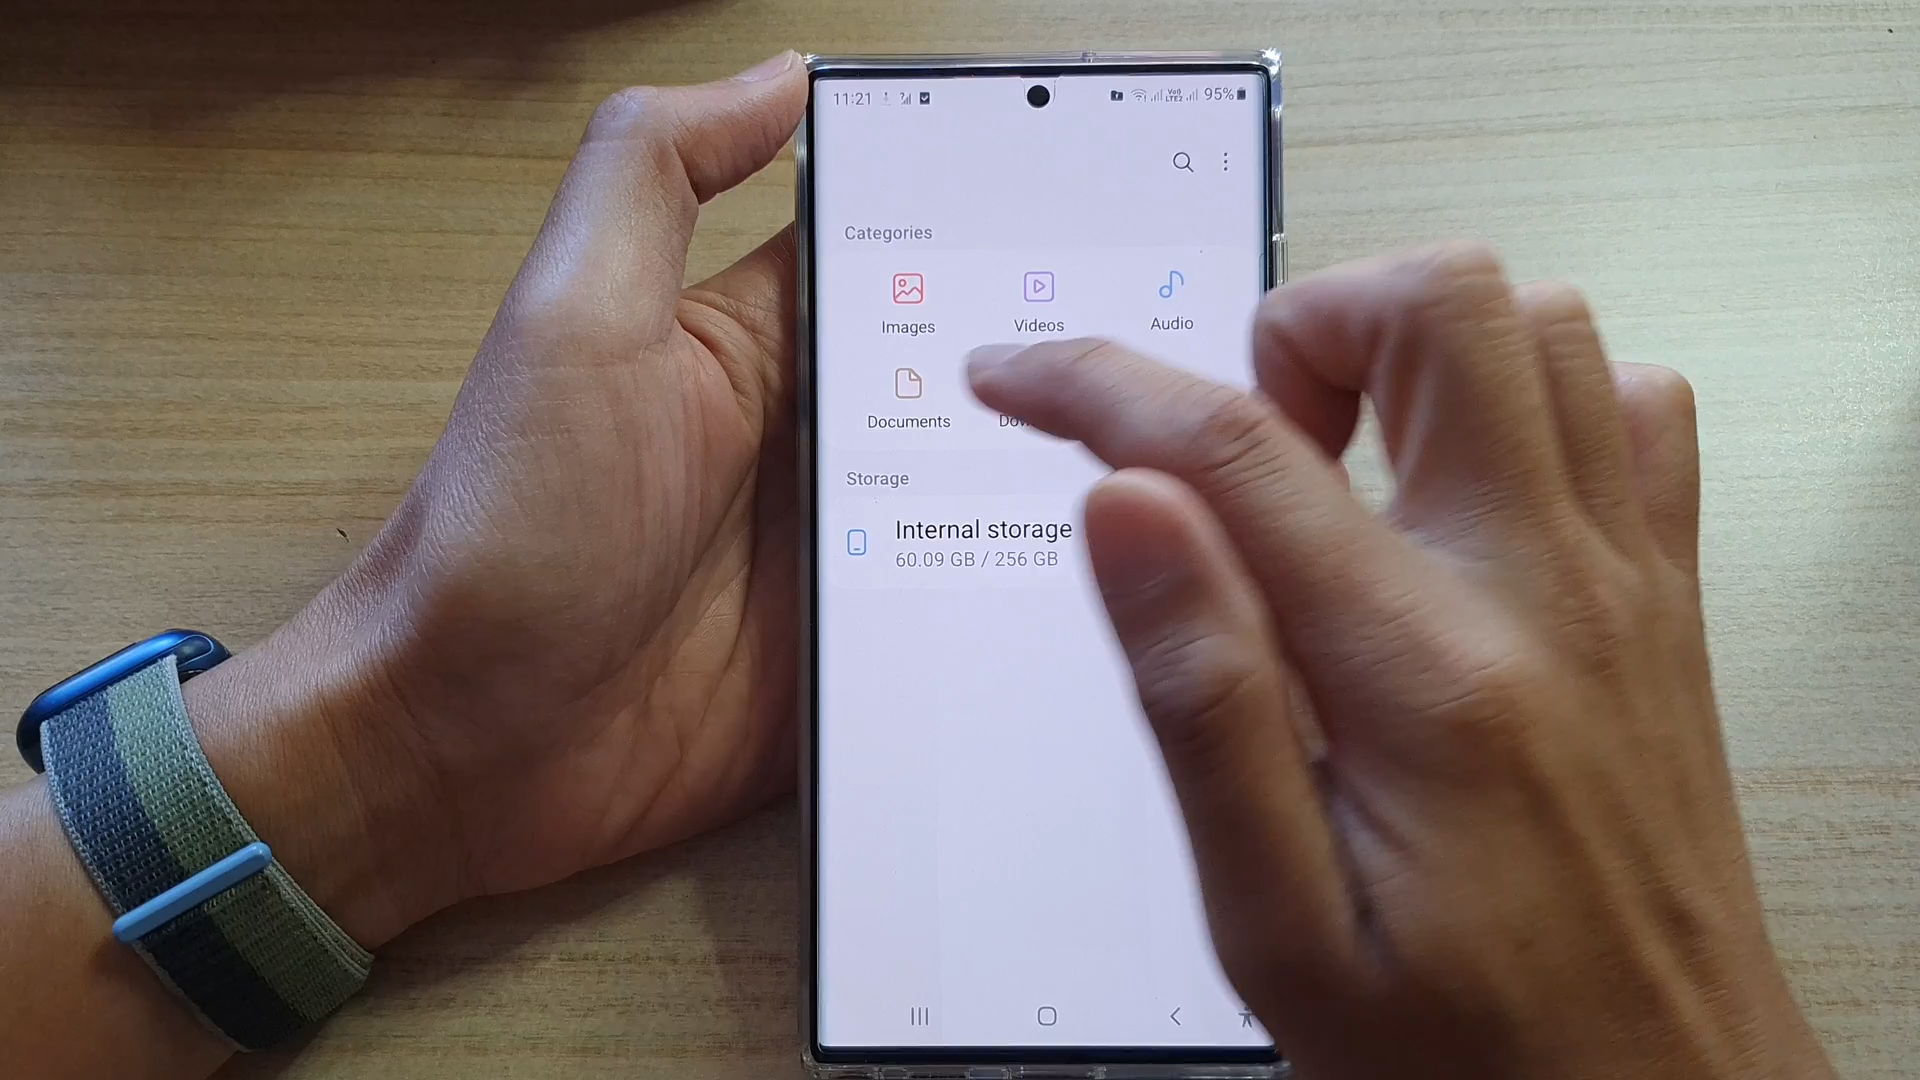 11:21
95%
Categories
Images Videos Audio
Documents
Storage
Internal storage
60.09 GB / 256 GB